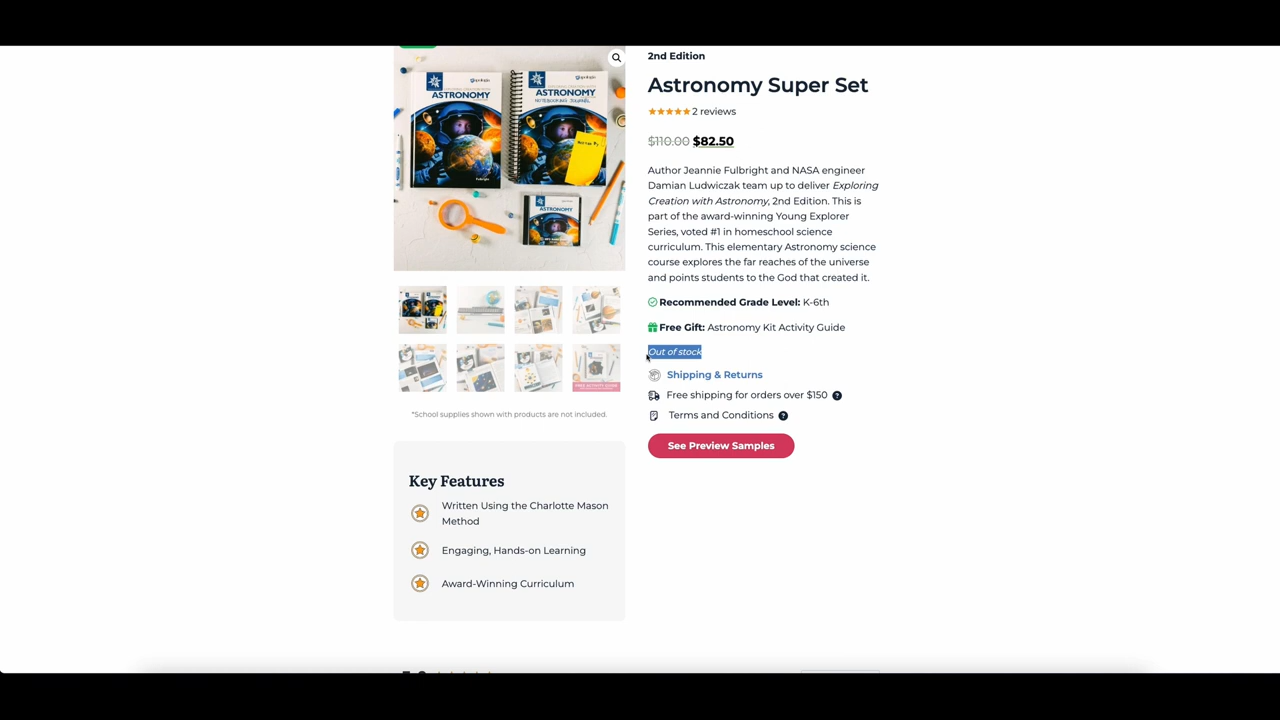 2nd Edition
Astronomy Super Set
2 reviews
$110.00 $82.50
Author Jeannie Fulbright and NASA engineer
Damian Ludwiczak team up to deliver Exploring
Creation with Astronomy, 2nd Edition. This is
part of the award-winning Young Explorer
Series, voted #1 in homeschool science
curriculum. This elementary Astronomy science
course explores the far reaches of the universe
and points students to the God that created it.
Recommended Grade Level: K-6th
Free Gift: Astronomy Kit Activity Guide
Out of stock
Shipping & Returns
Free shipping for orders over $150 ?
Terms and Conditions ?
See Preview Samples
ASTRONOMY
Fulbright
ASTRONOMY
NOTEBOOKING JOURNAL
ASTRONOMY
*School supplies shown with products are not included.
Key Features
Written Using the Charlotte Mason
Method
Engaging, Hands-on Learning
Award-Winning Curriculum